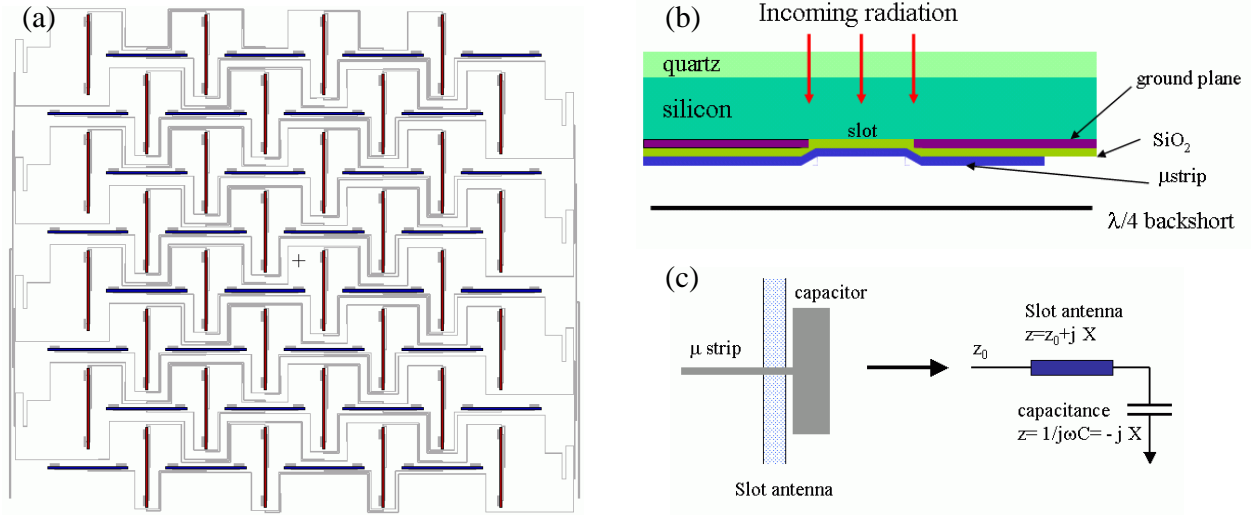 (a)
(b)
Incoming radiation
quartz
silicon
slot
ground plane
SiO2
μstrip
λ/4 backshort
(c)
capacitor
μ strip
Slot antenna
Slot antenna
z=z0+j X
z0
capacitance
z= 1/jωC= - j X